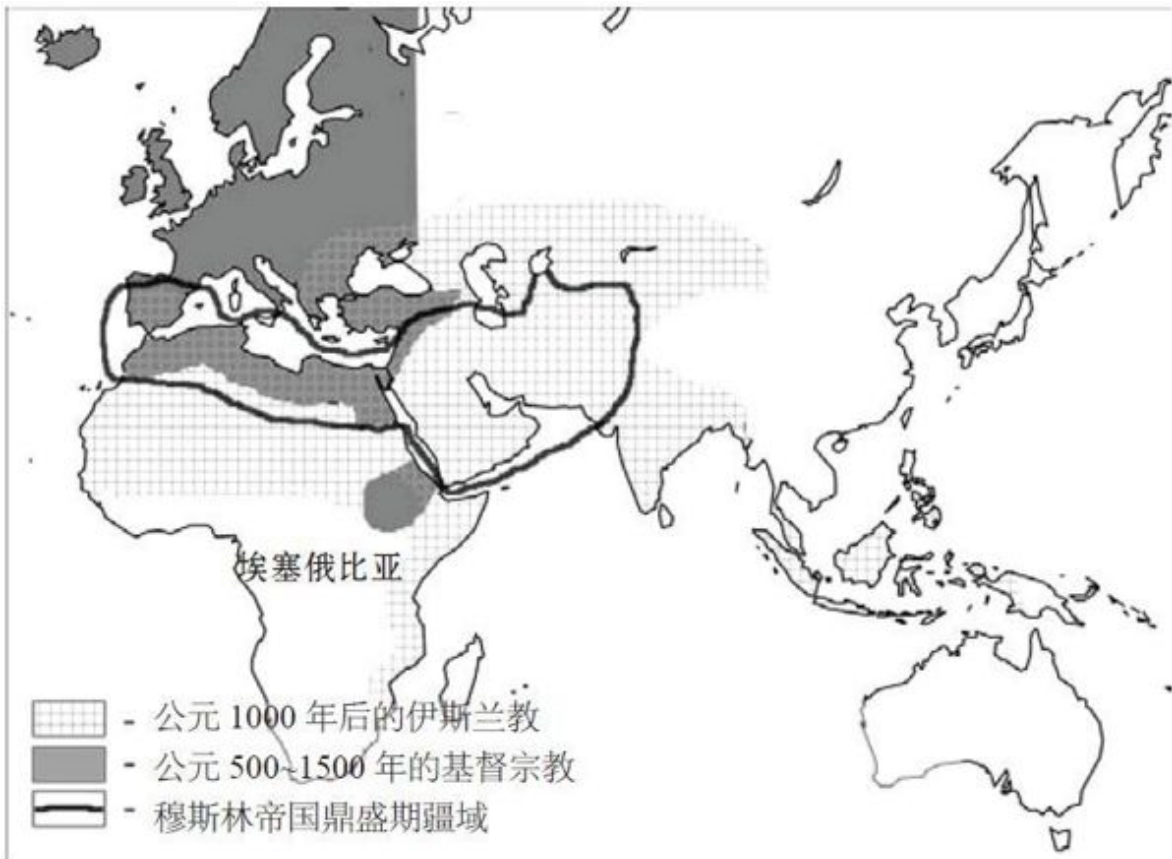 埃塞俄比亚
- 公元 1000 年后的伊斯兰教
- 公元 500~1500 年的基督宗教
- 穆斯林帝国鼎盛期疆域